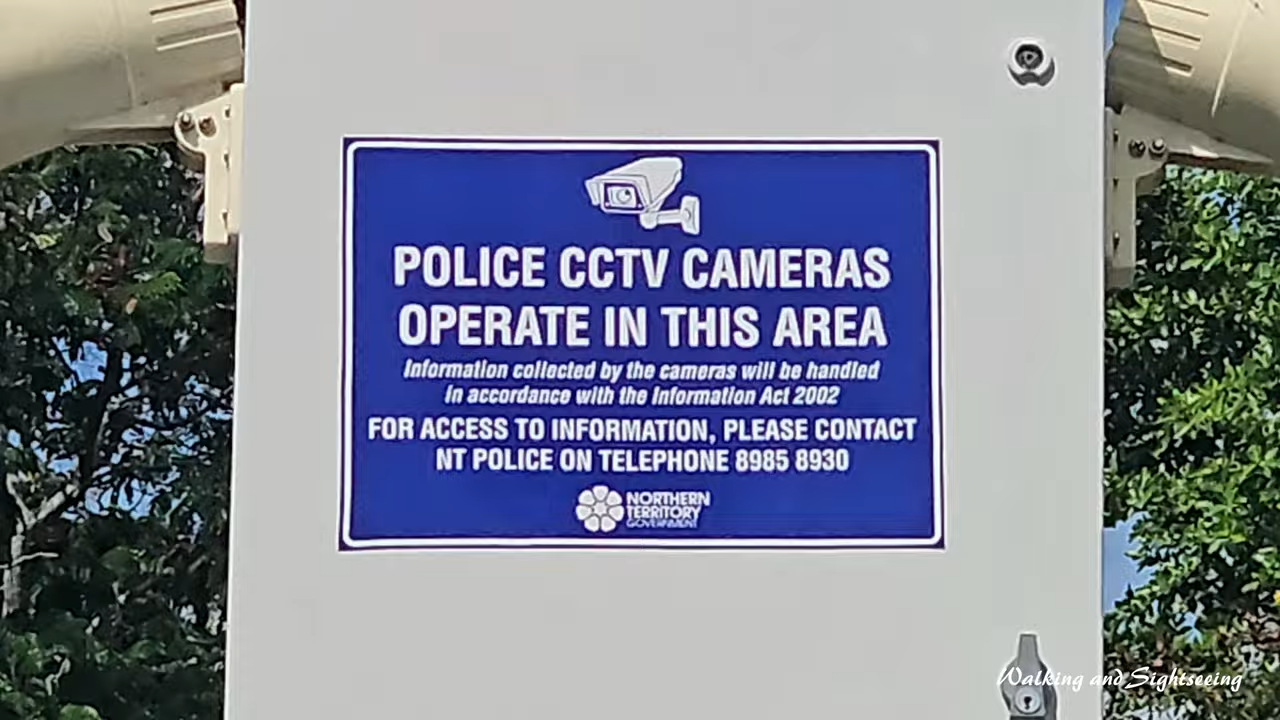 POLICE CCTV CAMERAS
OPERATE IN THIS AREA
Information collected by the cameras will be handled
in accordance with the Information Act 2002
FOR ACCESS TO INFORMATION, PLEASE CONTACT
NT POLICE ON TELEPHONE 8985 8930
NORTHERN
TERRITORY
GOVERNMENT
Walking and Sightseeing